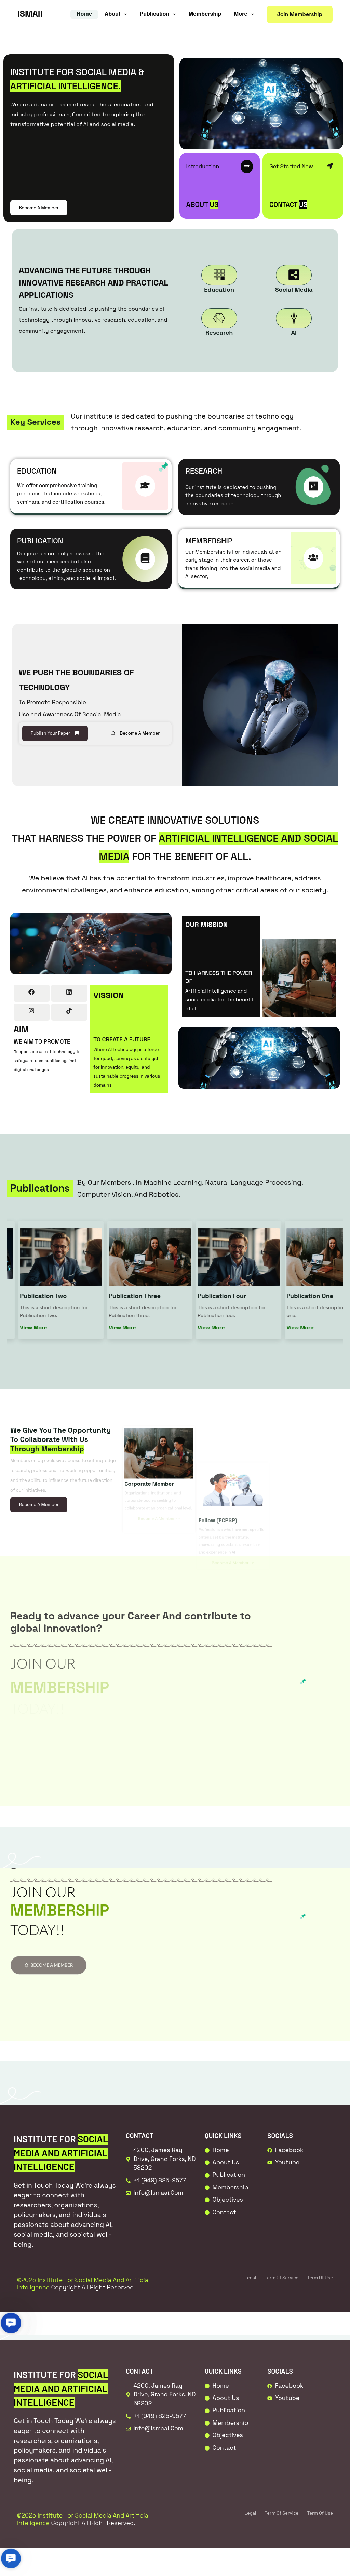 ISMAII
Home About Publication Membership More Join Membership
INSTITUTE FOR SOCIAL MEDIA &
ARTIFICIAL INTELLIGENCE.
We are a dynamic team of researchers, educators, and
industry professionals, Committed to exploring the
transformative potential of AI and social media.
Become A Member
AI
Introduction
ABOUT US
Get Started Now
CONTACT US
ADVANCING THE FUTURE THROUGH
INNOVATIVE RESEARCH AND PRACTICAL
APPLICATIONS
Our institute is dedicated to pushing the boundaries of
technology through innovative research, education, and
community engagement.
Education
Social Media
Research
AI
Key Services
Our institute is dedicated to pushing the boundaries of technology
through innovative research, education, and community engagement.
EDUCATION
We offer comprehensive training
programs that include workshops,
seminars, and certification courses.
RESEARCH
Our institute is dedicated to pushing
the boundaries of technology through
innovative research.
PUBLICATION
Our journals not only showcase the
work of our members but also
contribute to the global discourse on
technology, ethics, and societal impact.
MEMBERSHIP
Our Membership is For individuals at an
early stage in their career, or those
transitioning into the social media and
AI sector,
WE PUSH THE BOUNDARIES OF
TECHNOLOGY
To Promote Responsible
Use and Awareness Of Soacial Media
Publish Your Paper
Become A Member
WE CREATE INNOVATIVE SOLUTIONS
THAT HARNESS THE POWER OF ARTIFICIAL INTELLIGENCE AND SOCIAL
MEDIA FOR THE BENEFIT OF ALL.
We believe that AI has the potential to transform industries, improve healthcare, address
environmental challenges, and enhance education, among other critical areas of our society.
AI
AIM
WE AIM TO PROMOTE
Responsible use of technology to
safeguard communities against
digital challenges
VISSION
TO CREATE A FUTURE
Where AI technology is a force
for good, serving as a catalyst
for innovation, equity, and
sustainable progress in various
domains.
OUR MISSION
TO HARNESS THE POWER
OF
Artificial Intelligence and
social media for the benefit
of all.
AI
Publications
By Our Members , In Machine Learning, Natural Language Processing,
Computer Vision, And Robotics.
Publication Two
This is a short description for
Publication two.
View More
Publication Three
This is a short description for
Publication three.
View More
Publication Four
This is a short description for
Publication four.
View More
Publication One
This is a short descriptio
one.
View More
We Give You The Opportunity
To Collaborate With Us
Through Membership
Members enjoy exclusive access to cutting-edge
research, professional networking opportunities,
and the ability to influence the future direction
of our initiatives.
Become A Member
Corporate Member
Fellow (FCPSP)
Ready to advance your Career And contribute to
global innovation?
JOIN OUR
MEMBERSHIP
JOIN OUR
MEMBERSHIP
TODAY!!
BECOME A MEMBER
INSTITUTE FOR SOCIAL
MEDIA AND ARTIFICIAL
INTELLIGENCE
Get in Touch Today We're always
eager to connect with
researchers, organizations,
policymakers, and individuals
passionate about advancing AI,
social media, and societal well-
being.
CONTACT
4200, James Ray
Drive, Grand Forks, ND
58202
+1 (949) 825-9577
Info@Ismaai.Com
QUICK LINKS
Home
About Us
Publication
Membership
Objectives
Contact
SOCIALS
Facebook
Youtube
©2025 Institute For Social Media And Artificial
Inteligence Copyright All Right Reserved.
Legal Term Of Service Term Of Use
INSTITUTE FOR SOCIAL
MEDIA AND ARTIFICIAL
INTELLIGENCE
Get in Touch Today We're always
eager to connect with
researchers, organizations,
policymakers, and individuals
passionate about advancing AI,
social media, and societal well-
being.
CONTACT
4200, James Ray
Drive, Grand Forks, ND
58202
+1 (949) 825-9577
Info@Ismaai.Com
QUICK LINKS
Home
About Us
Publication
Membership
Objectives
Contact
SOCIALS
Facebook
Youtube
©2025 Institute For Social Media And Artificial
Inteligence Copyright All Right Reserved.
Legal Term Of Service Term Of Use